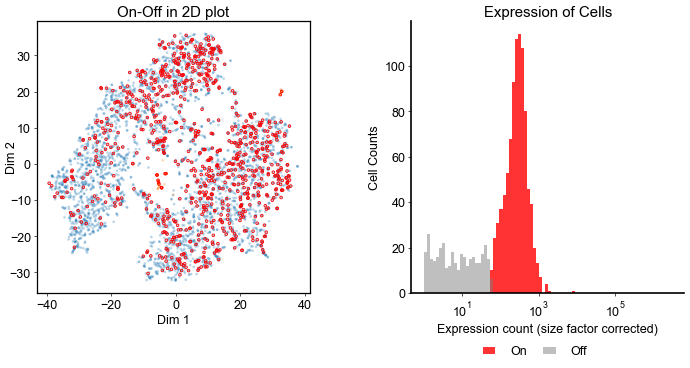 On-Off in 2D plot
Dim 2
30
20
10
0
−10
−20
−30
−40 −20 0 20 40
Dim 1
Expression of Cells
Cell Counts
100
80
60
40
20
0
10^1 10^3 10^5
Expression count (size factor corrected)
On Off